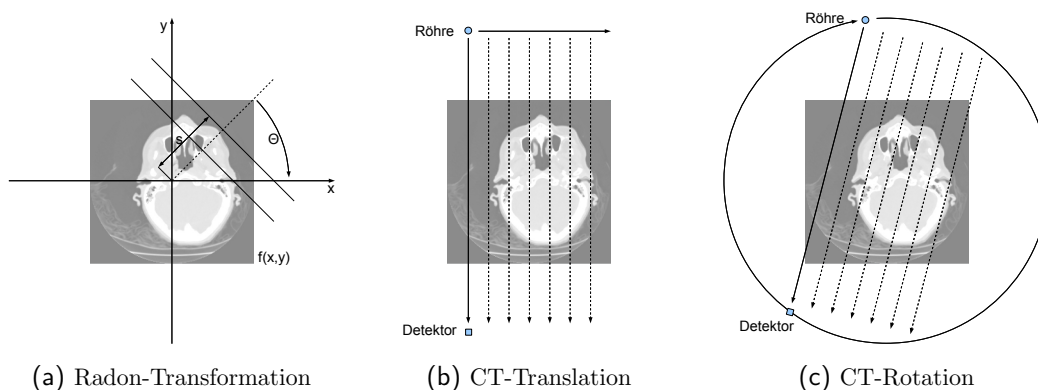 y
s
Θ
x
f(x,y)
(a) Radon-Transformation
Röhre
Detektor
(b) CT-Translation
Röhre
Detektor
(c) CT-Rotation